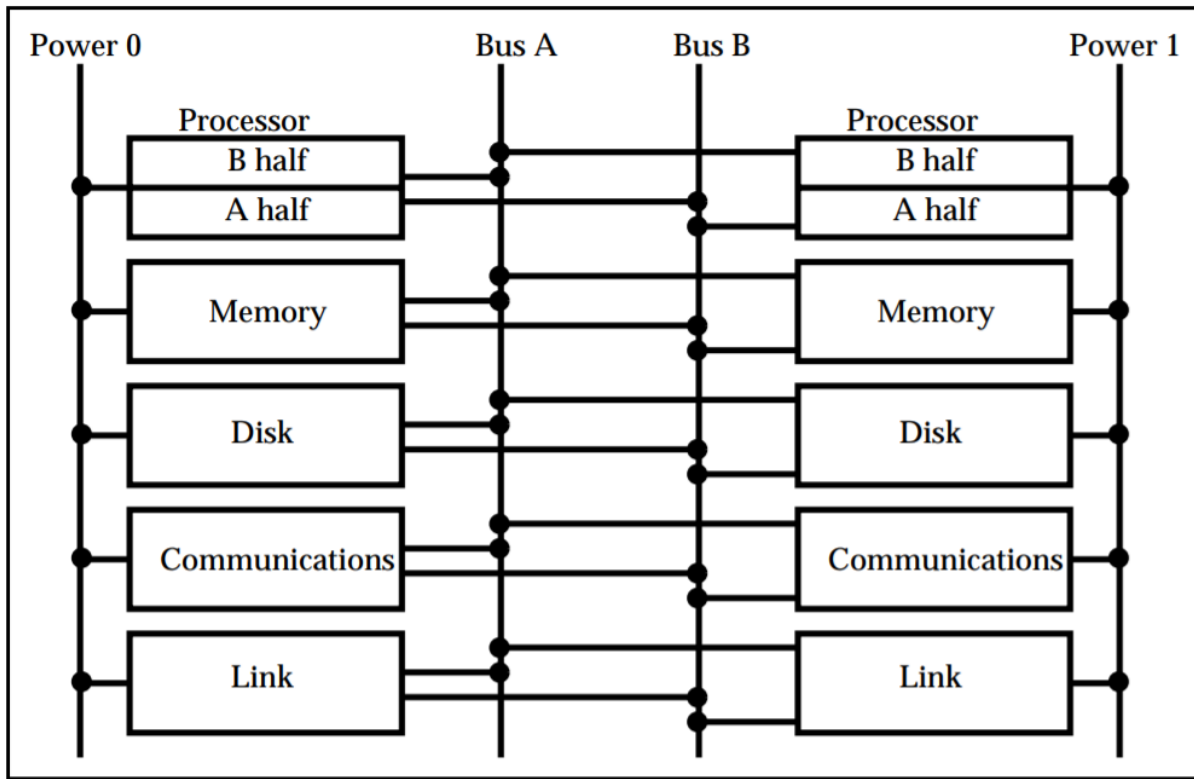 Power 0 Bus A Bus B Power 1
Processor Processor
B half B half
A half A half
Memory Memory
Disk Disk
Communications Communications
Link Link